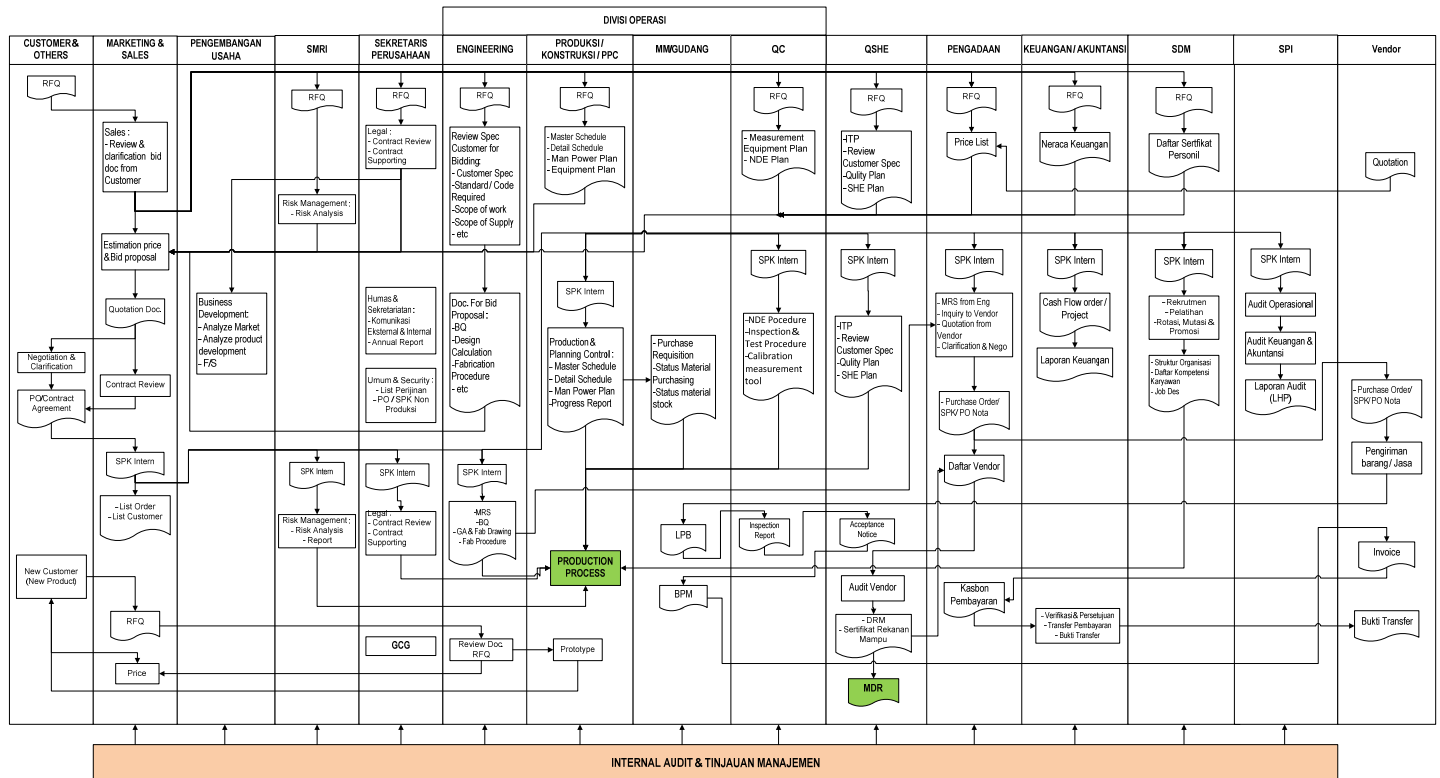 DIVISI OPERASI
CUSTOMER &
OTHERS
MARKETING &
SALES
PENGEMBANGAN
USAHA
SMRI
SEKRETARIS
PERUSAHAAN
ENGINEERING
PRODUKSI /
KONSTRUKSI / PPC
MM/GUDANG
QC
QSHE
PENGADAAN
KEUANGAN / AKUNTANSI
SDM
SPI
Vendor
RFQ
Sales :
- Review &
clarification bid
doc from
Customer
Estimation price
& Bid proposal
Quotation Doc.
Negotiation &
Clarification
Contract Review
PO/Contract
Agreement
SPK Intern
- List Order
- List Customer
New Customer
(New Product)
RFQ
Price
Business
Development:
- Analyze Market
- Analyze product
development
- F/S
RFQ
Risk Management :
- Risk Analysis
SPK Intern
Risk Management :
- Risk Analysis
- Report
RFQ
Legal :
- Contract Review
- Contract
Supporting
Humas &
Sekretariatan :
- Komunikasi
Eksternal & Internal
- Annual Report
Umum & Security :
- List Perijinan
- PO / SPK Non
Produksi
SPK Intern
Legal :
- Contract Review
- Contract
Supporting
GCG
RFQ
Review Spec
Customer for
Bidding:
- Customer Spec
-Standard / Code
Required
-Scope of work
-Scope of Supply
- etc
Doc. For Bid
Proposal :
- BQ
- Design
Calculation
- Fabrication
Procedure
- etc
SPK Intern
-MRS
-BQ
- GA & Fab Drawing
- Fab Procedure
Review Doc.
RFQ
RFQ
- Master Schedule
- Detail Schedule
- Man Power Plan
- Equipment Plan
SPK Intern
Production &
Planning Control :
- Master Schedule
- Detail Schedule
- Man Power Plan
-Progress Report
PRODUCTION
PROCESS
Prototype
- Purchase
Requisition
-Status Material
Purchasing
-Status material
stock
LPB
BPM
RFQ
- Measurement
Equipment Plan
- NDE Plan
SPK Intern
-NDE Pocedure
-Inspection &
Test Procedure
- Calibration
measurement
tool
Inspection
Report
RFQ
-ITP
- Review
Customer Spec
-Qulity Plan
- SHE Plan
SPK Intern
-ITP
- Review
Customer Spec
-Qulity Plan
- SHE Plan
Acceptance
Notice
Audit Vendor
- DRM
- Sertifikat Rekanan
Mampu
MDR
RFQ
Price List
SPK Intern
- MRS from Eng
- Inquiry to Vendor
- Quotation from
Vendor
- Clarification & Nego
- Purchase Order/
SPK/ PO Nota
Daftar Vendor
Kasbon
Pembayaran
RFQ
Neraca Keuangan
SPK Intern
Cash Flow order /
Project
Laporan Keuangan
- Verifikasi & Persetujuan
- Transfer Pembayaran
- Bukti Transfer
RFQ
Daftar Sertfikat
Personil
SPK Intern
- Rekrutmen
- Pelatihan
- Rotasi, Mutasi &
Promosi
- Struktur Organisasi
- Daftar Kompetensi
Karyawan
- Job Des
SPK Intern
Audit Operasional
Audit Keuangan &
Akuntansi
Laporan Audit
(LHP)
Quotation
- Purchase Order/
SPK/ PO Nota
Pengiriman
barang / Jasa
Invoice
Bukti Transfer
INTERNAL AUDIT & TINJAUAN MANAJEMEN